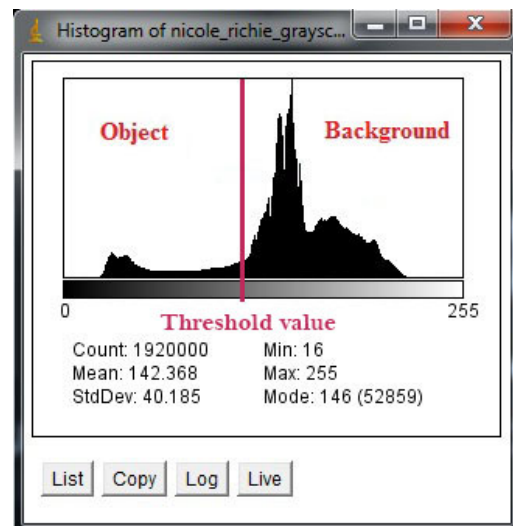 Histogram of nicole_richie_graysc...
Object
Background
0
255
Threshold value
Count: 1920000
Min: 16
Mean: 142.368
Max: 255
StdDev: 40.185
Mode: 146 (52859)
List
Copy
Log
Live